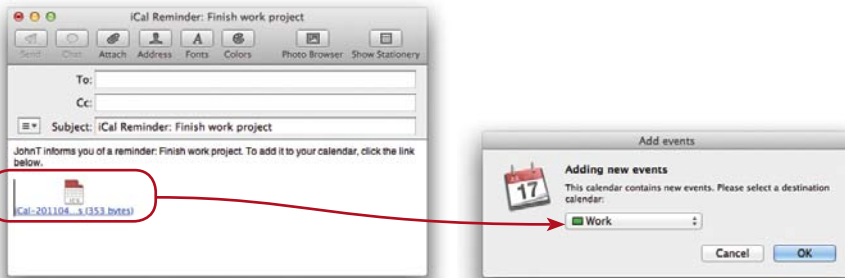 iCal Reminder: Finish work project
Send Chat Attach Address Fonts Colors Photo Browser Show Stationery
To:
Cc:
Subject: iCal Reminder: Finish work project
JohnT informs you of a reminder: Finish work project. To add it to your calendar, click the link
below.
ICS
iCal-201104...s (353 bytes)
Add events
17
Adding new events
This calendar contains new events. Please select a destination
calendar:
Work
Cancel OK